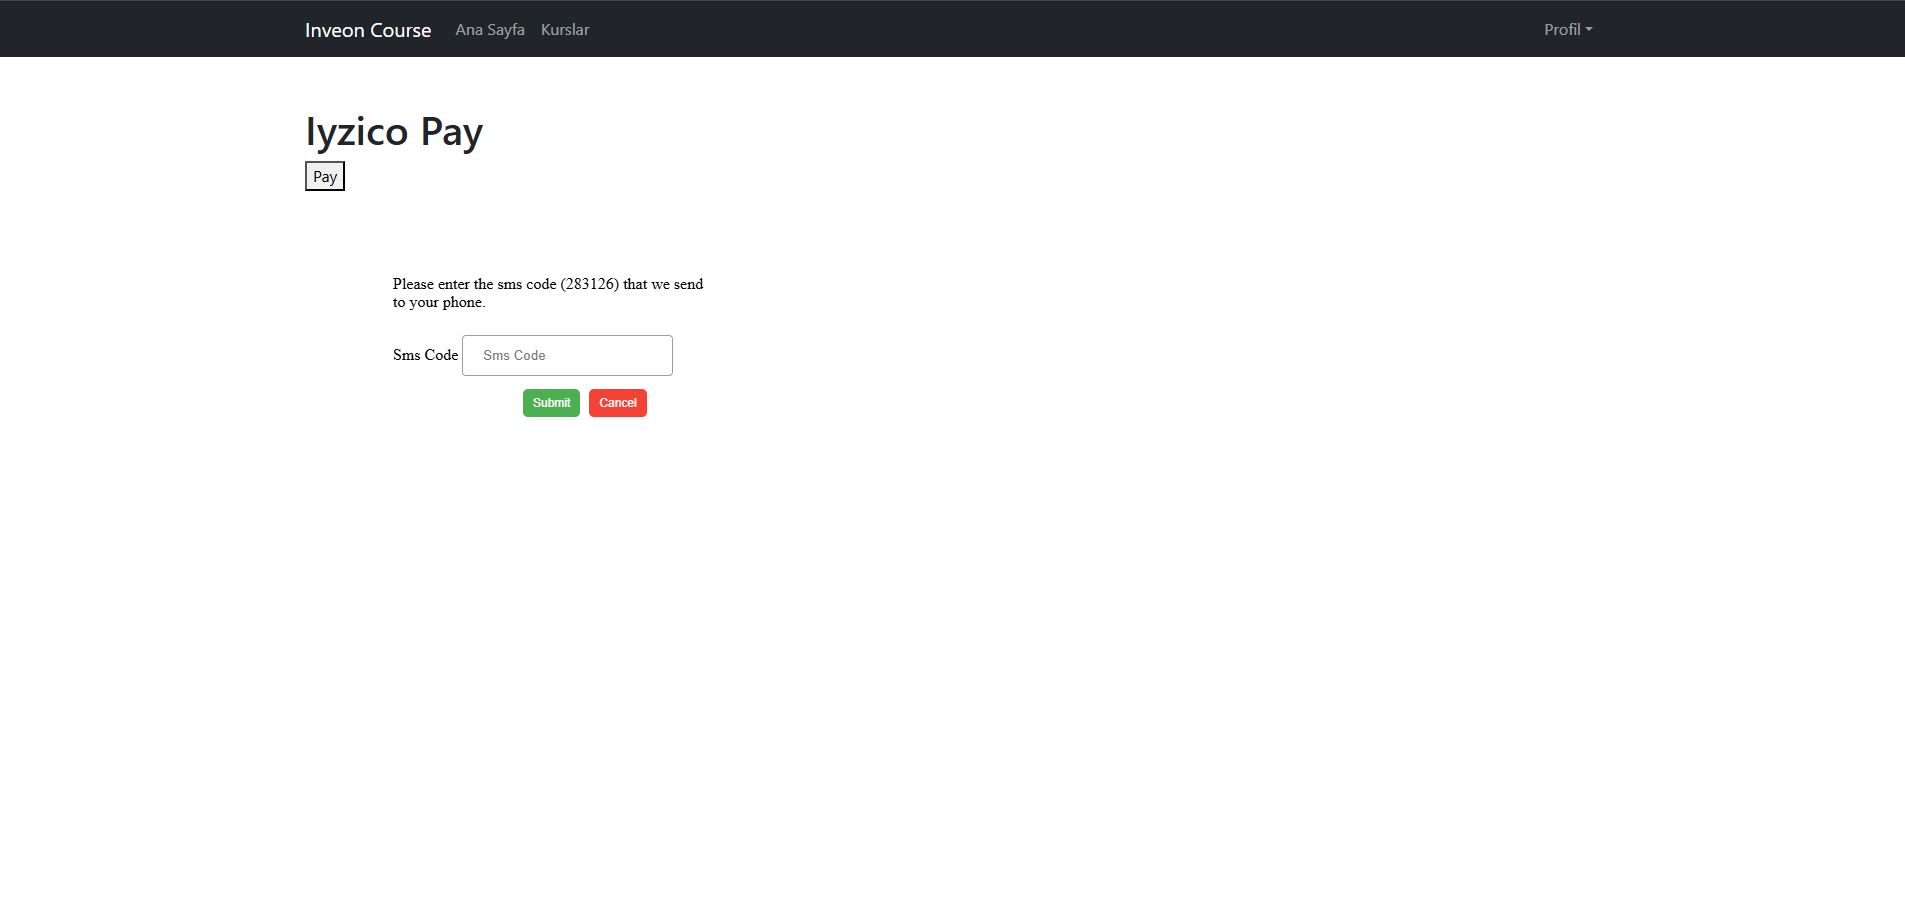 Inveon Course Ana Sayfa Kurslar Profil
Iyzico Pay
Pay
Please enter the sms code (283126) that we send
to your phone.
Sms Code Sms Code
Submit Cancel